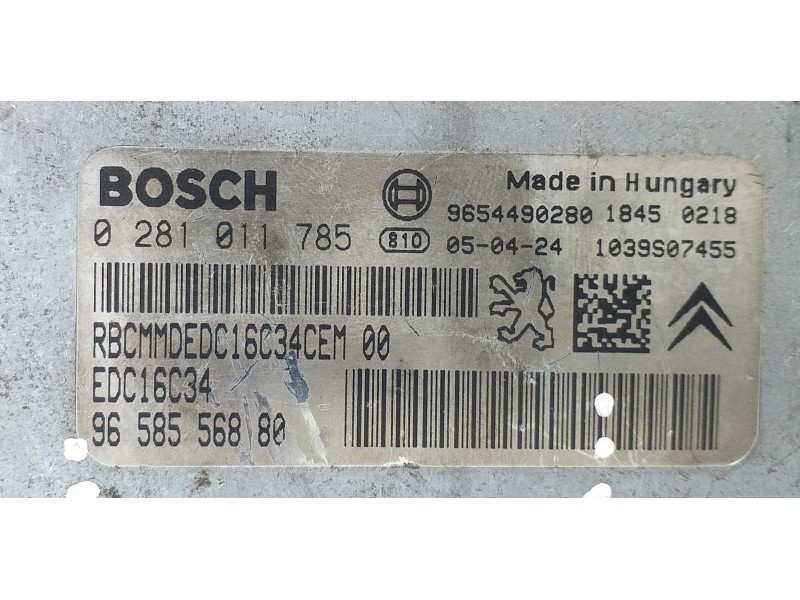 BOSCH
Made in Hungary
9654490280 1845 0218
0 281 011 785
810
05-04-24
1039S07455
RBCMMDEDC16C34CEM 00
EDC16C34
96 585 568 80